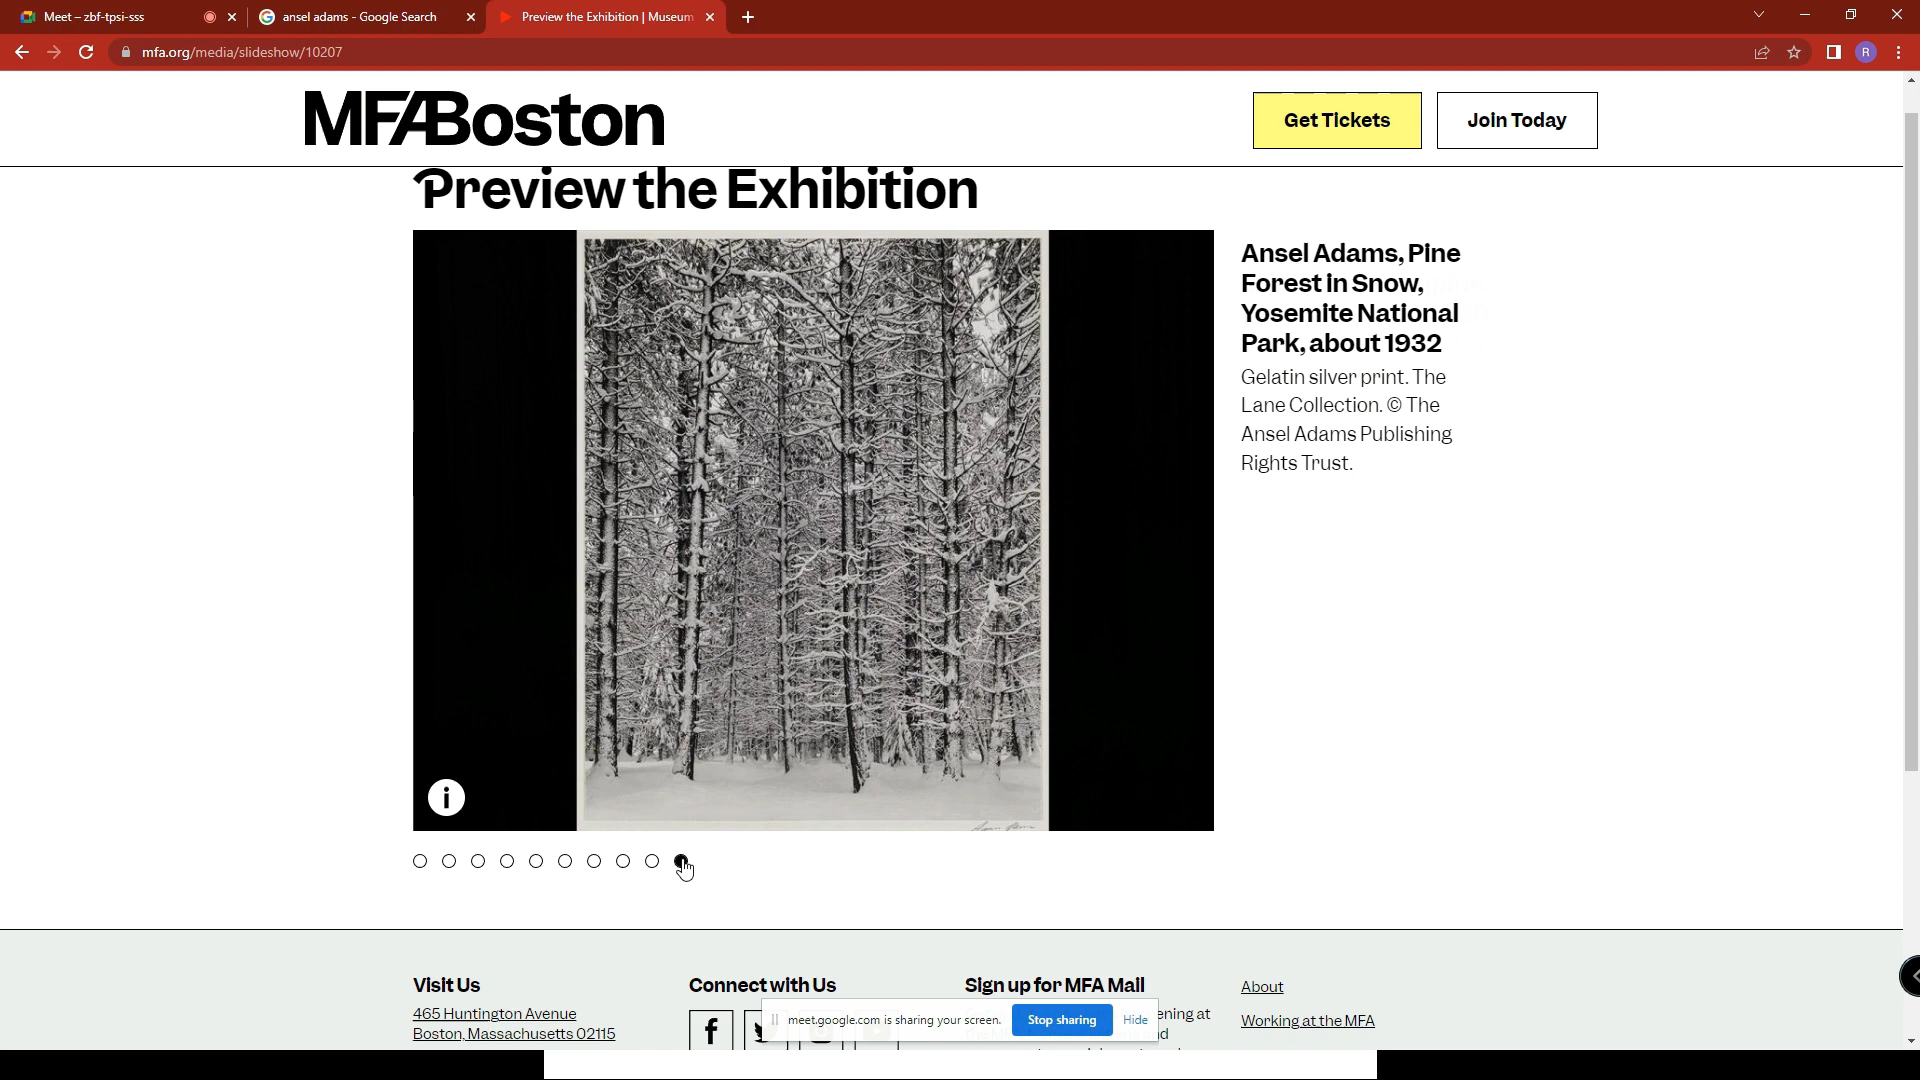 Meet – zbf-tpsi-sss
ansel adams - Google Search
Preview the Exhibition | Museum
mfa.org/media/slideshow/10207
R
MFABoston
Get Tickets
Join Today
Preview the Exhibition
Ansel Adams, Pine
Forest in Snow,
Yosemite National
Park, about 1932
Gelatin silver print. The
Lane Collection. © The
Ansel Adams Publishing
Rights Trust.
i
Visit Us
465 Huntington Avenue
Boston, Massachusetts 02115
Connect with Us
f
Sign up for MFA Mail
ening at
d
About
Working at the MFA
meet.google.com is sharing your screen.
Stop sharing
Hide